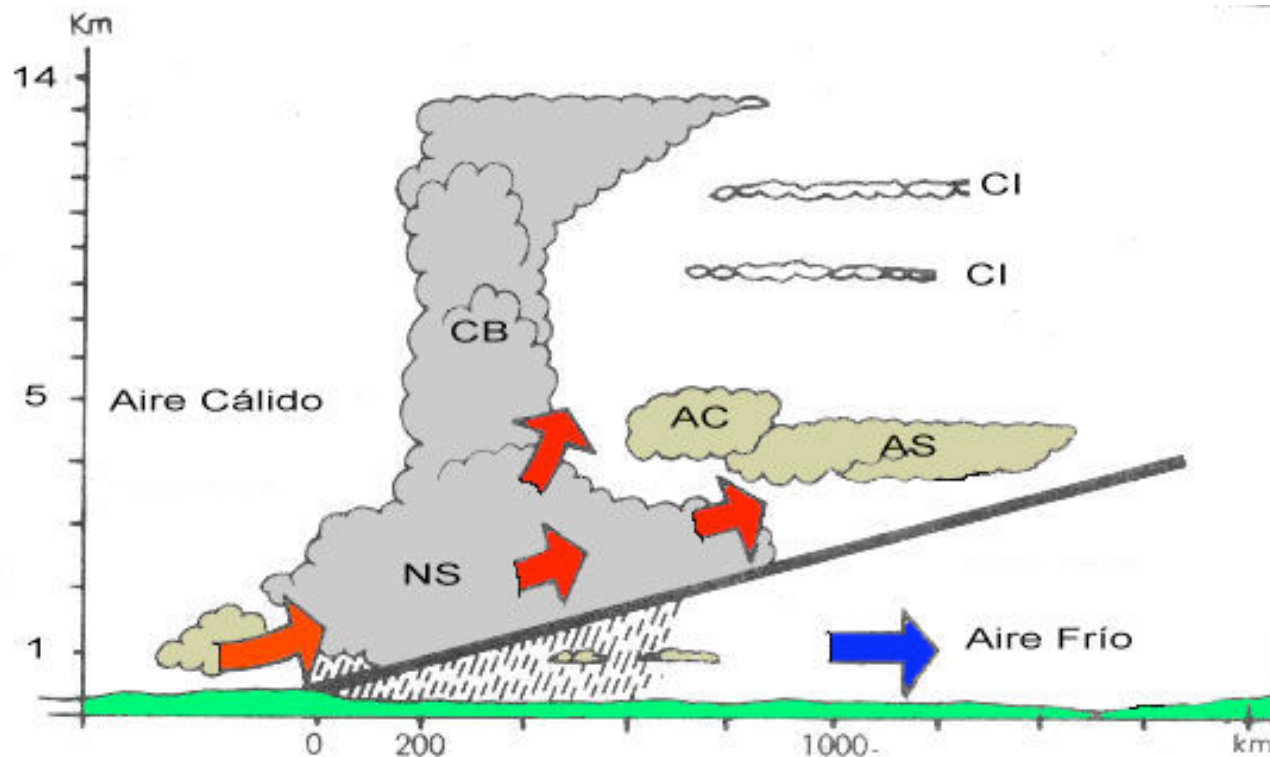 Km
14
CI
CI
CB
5
Aire Cálido
AC
AS
NS
1
Aire Frío
0 200 1000- km